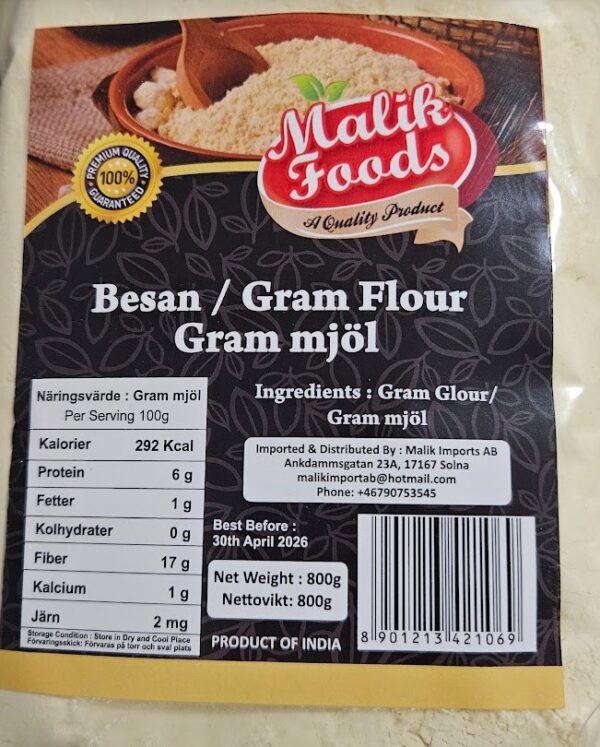 Malik
Foods
A Quality Product
PREMIUM QUALITY
100%
GUARANTEED
Besan / Gram Flour
Gram mjöl
Näringsvärde : Gram mjöl
Per Serving 100g
Kalorier 292 Kcal
Protein 6 g
Fetter 1 g
Kolhydrater 0 g
Fiber 17 g
Kalcium 1 g
Järn 2 mg
Storage Condition : Store in Dry and Cool Place
Förvaringsskick: Förvaras på torr och sval plats
Ingredients : Gram Glour/
Gram mjöl
Imported & Distributed By : Malik Imports AB
Ankdammsgatan 23A, 17167 Solna
malikimportab@hotmail.com
Phone: +46790753545
Best Before :
30th April 2026
Net Weight : 800g
Nettovikt: 800g
PRODUCT OF INDIA
8 901213 421069